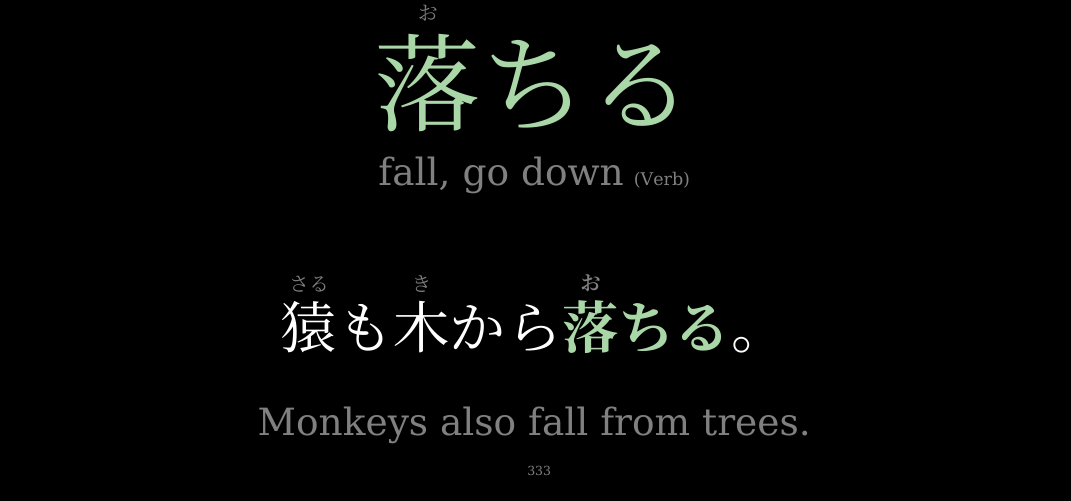 お
落ちる
fall, go down (Verb)
さる き お
猿も木から落ちる。
Monkeys also fall from trees.
333